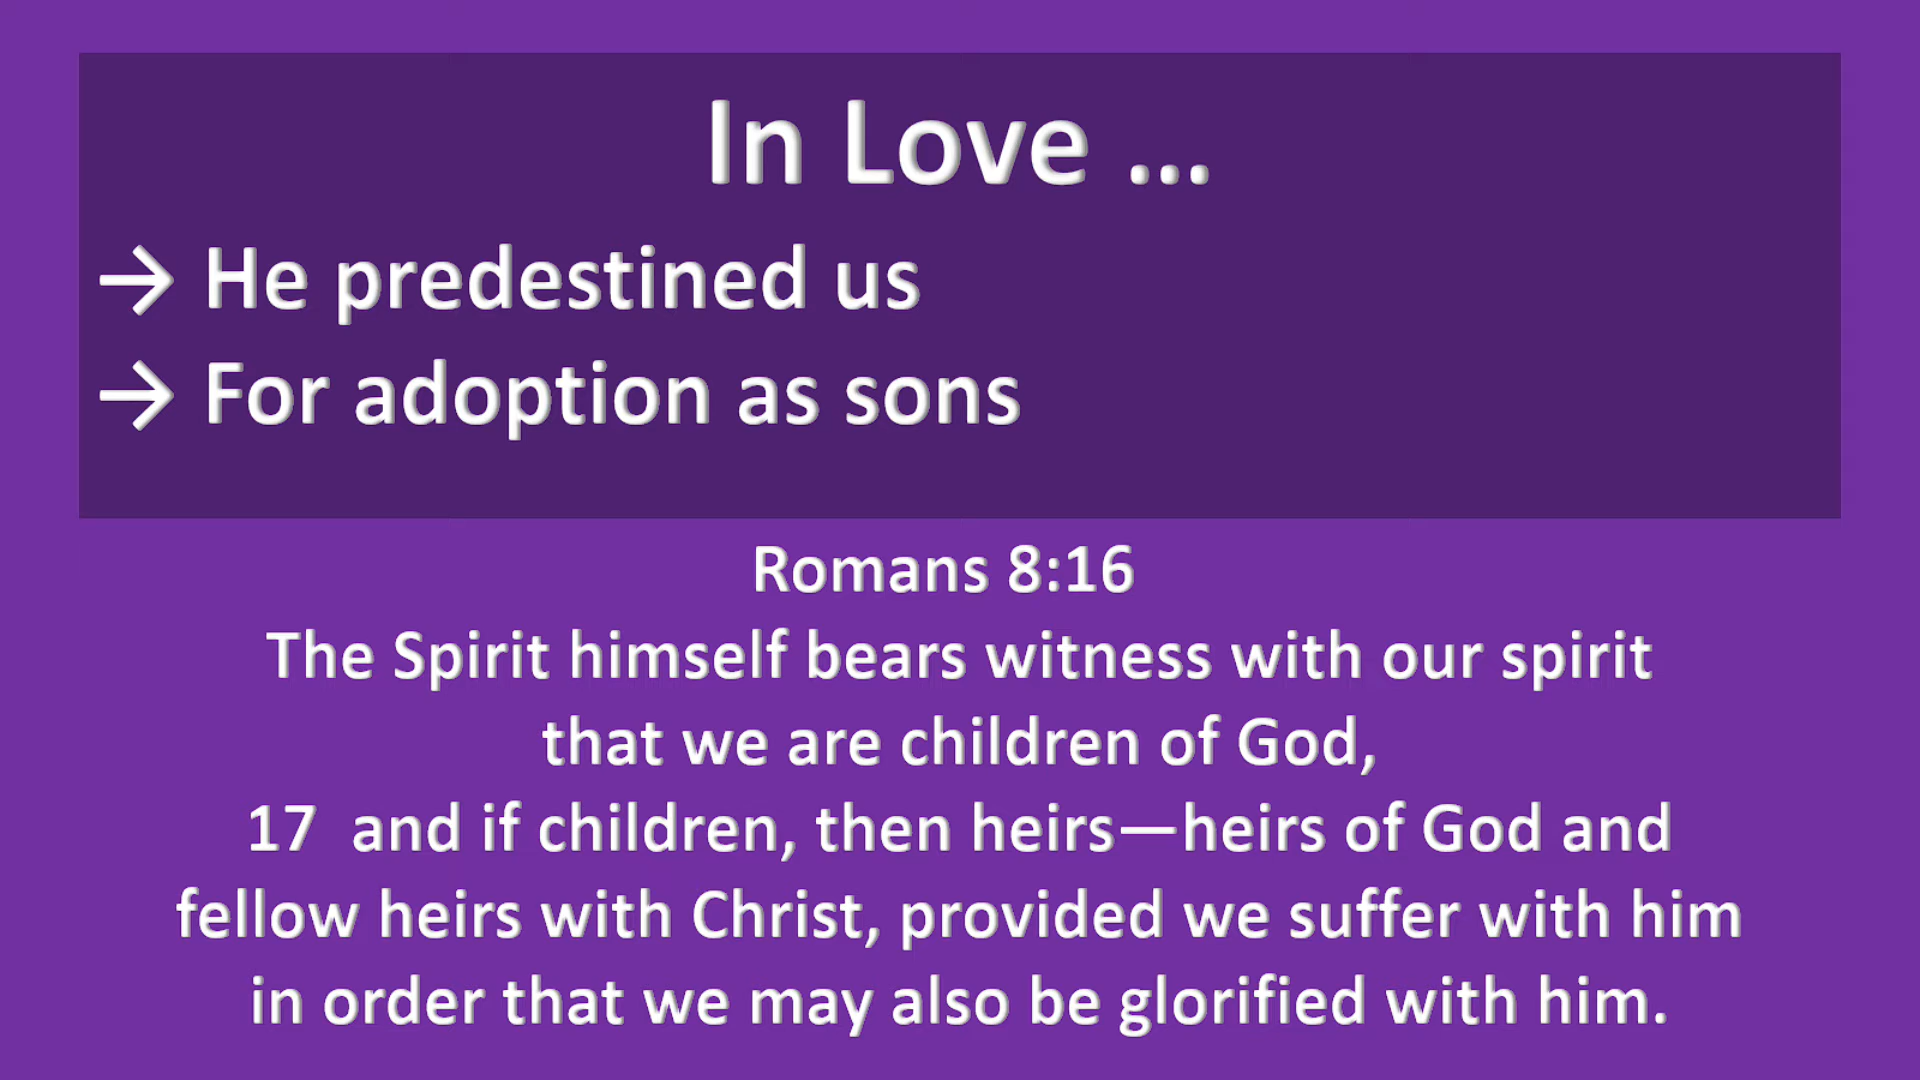 In Love ...
→ He predestined us
→ For adoption as sons
Romans 8:16
The Spirit himself bears witness with our spirit
that we are children of God,
17  and if children, then heirs—heirs of God and
fellow heirs with Christ, provided we suffer with him
in order that we may also be glorified with him.